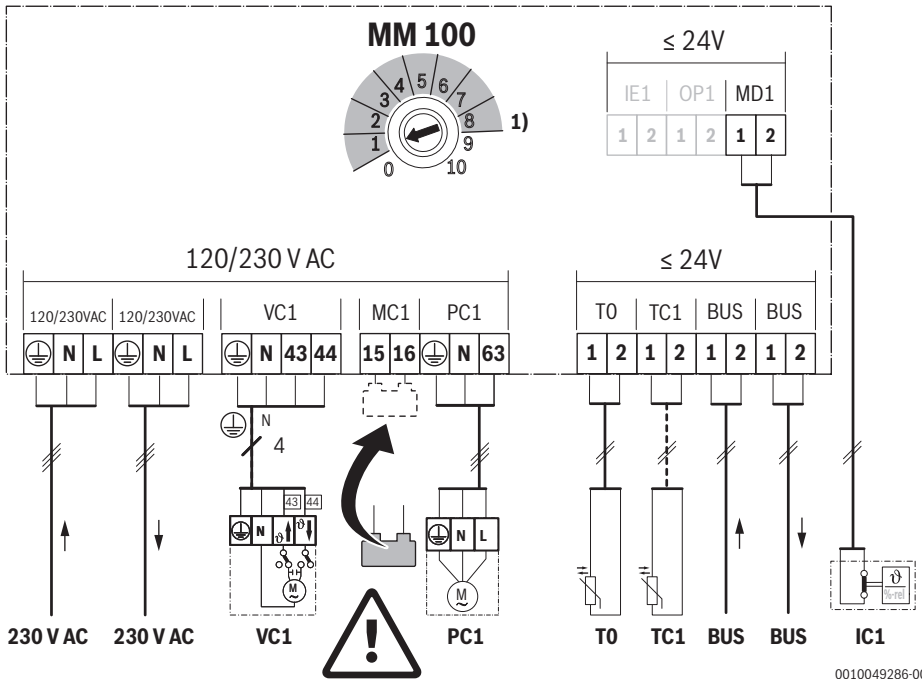 MM 100
≤ 24V
0 1 2 3 4 5 6 7 8 9 10
1)
IE1 OP1 MD1
1 2 1 2 1 2
120/230 V AC
≤ 24V
120/230VAC 120/230VAC VC1 MC1 PC1
T0 TC1 BUS BUS
N L N L N 43 44 15 16 N 63
1 2 1 2 1 2 1 2
N
4
43 44
N ϑ ϑ
N L
M
~
M
~
ϑ
%-rel
230 V AC 230 V AC VC1 PC1 T0 TC1 BUS BUS IC1
!
0010049286-00